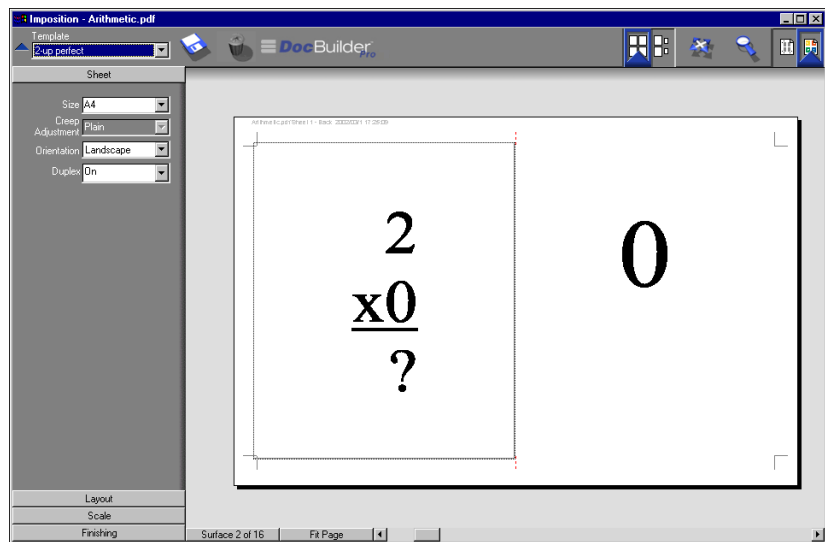 Imposition - Arithmetic.pdf
Template
2-up perfect
DocBuilder Pro
Sheet
Size A4
Creep Adjustment Plain
Orientation Landscape
Duplex On
2
x0
?
0
Layout
Scale
Finishing
Surface 2 of 16
Fit Page